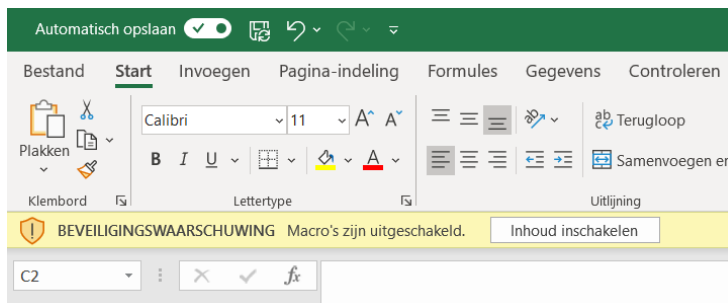 Automatisch opslaan
Bestand Start Invoegen Pagina-indeling Formules Gegevens Controleren
Plakken
Calibri 11 A^ A˅
ab Terugloop
B I U A
Samenvoegen en
Klembord Lettertype Uitlijning
BEVEILIGINGSWAARSCHUWING Macro's zijn uitgeschakeld. Inhoud inschakelen
C2 fx